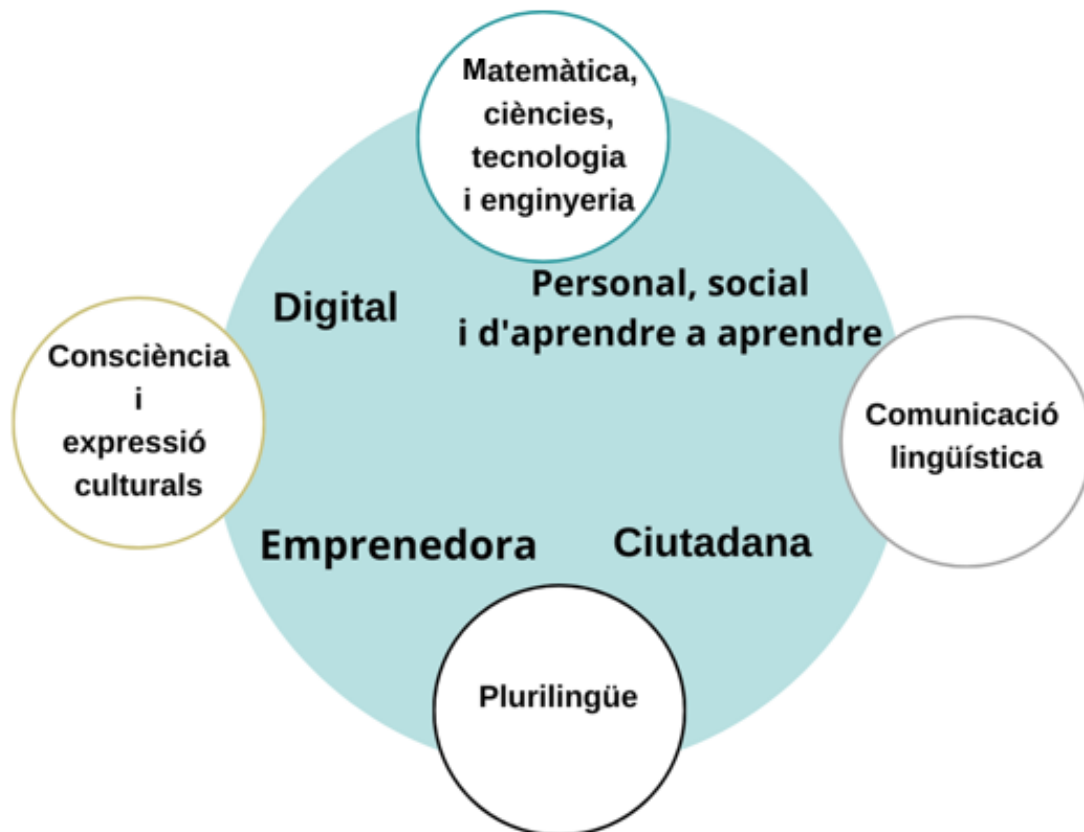 Matemàtica,
ciències,
tecnologia
i enginyeria
Digital
Personal, social
i d'aprendre a aprendre
Consciència
i
expressió
culturals
Comunicació
lingüística
Emprenedora
Ciutadana
Plurilingüe